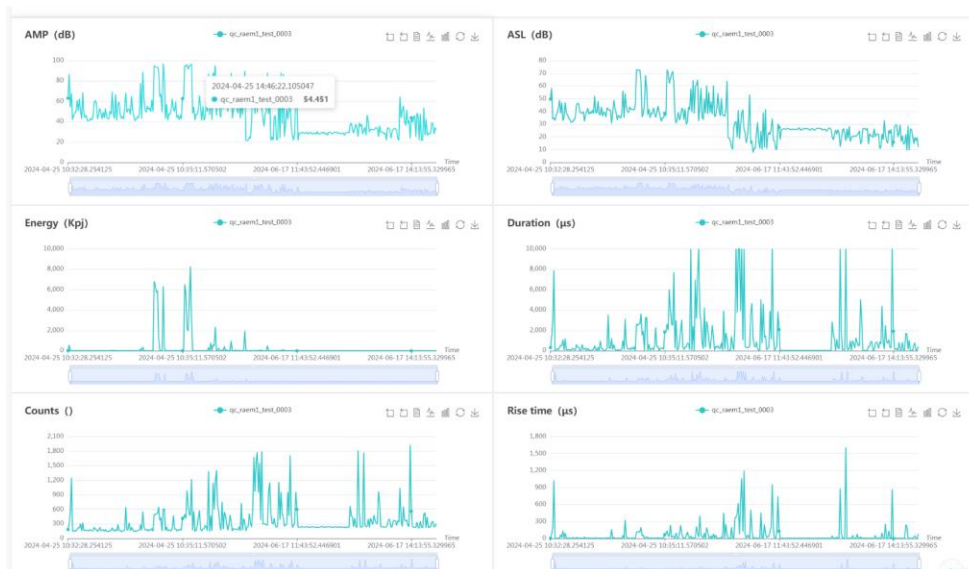 AMP (dB)
qc_raem1_test_0003
100
80
60
40
20
0
2024-04-25 14:46:22.105047
qc_raem1_test_0003 54.451
Time
2024-04-25 10:32:28.254125 2024-04-25 10:35:11.570502 2024-06-17 11:43:52.446901 2024-06-17 14:13:55.329965
ASL (dB)
qc_raem1_test_0003
80
70
60
50
40
30
20
10
0
Time
2024-04-25 10:32:28.254125 2024-04-25 10:35:11.570502 2024-06-17 11:43:52.446901 2024-06-17 14:13:55.329965
Energy (Kpj)
qc_raem1_test_0003
10,000
8,000
6,000
4,000
2,000
0
Time
2024-04-25 10:32:28.254125 2024-04-25 10:35:11.570502 2024-06-17 11:43:52.446901 2024-06-17 14:13:55.329965
Duration (μs)
qc_raem1_test_0003
10,000
8,000
6,000
4,000
2,000
0
Time
2024-04-25 10:32:28.254125 2024-04-25 10:35:11.570502 2024-06-17 11:43:52.446901 2024-06-17 14:13:55.329965
Counts ()
qc_raem1_test_0003
2,100
1,800
1,500
1,200
900
600
300
0
Time
2024-04-25 10:32:28.254125 2024-04-25 10:35:11.570502 2024-06-17 11:43:52.446901 2024-06-17 14:13:55.329965
Rise time (μs)
qc_raem1_test_0003
1,800
1,500
1,200
900
600
300
0
Time
2024-04-25 10:32:28.254125 2024-04-25 10:35:11.570502 2024-06-17 11:43:52.446901 2024-06-17 14:13:55.329965